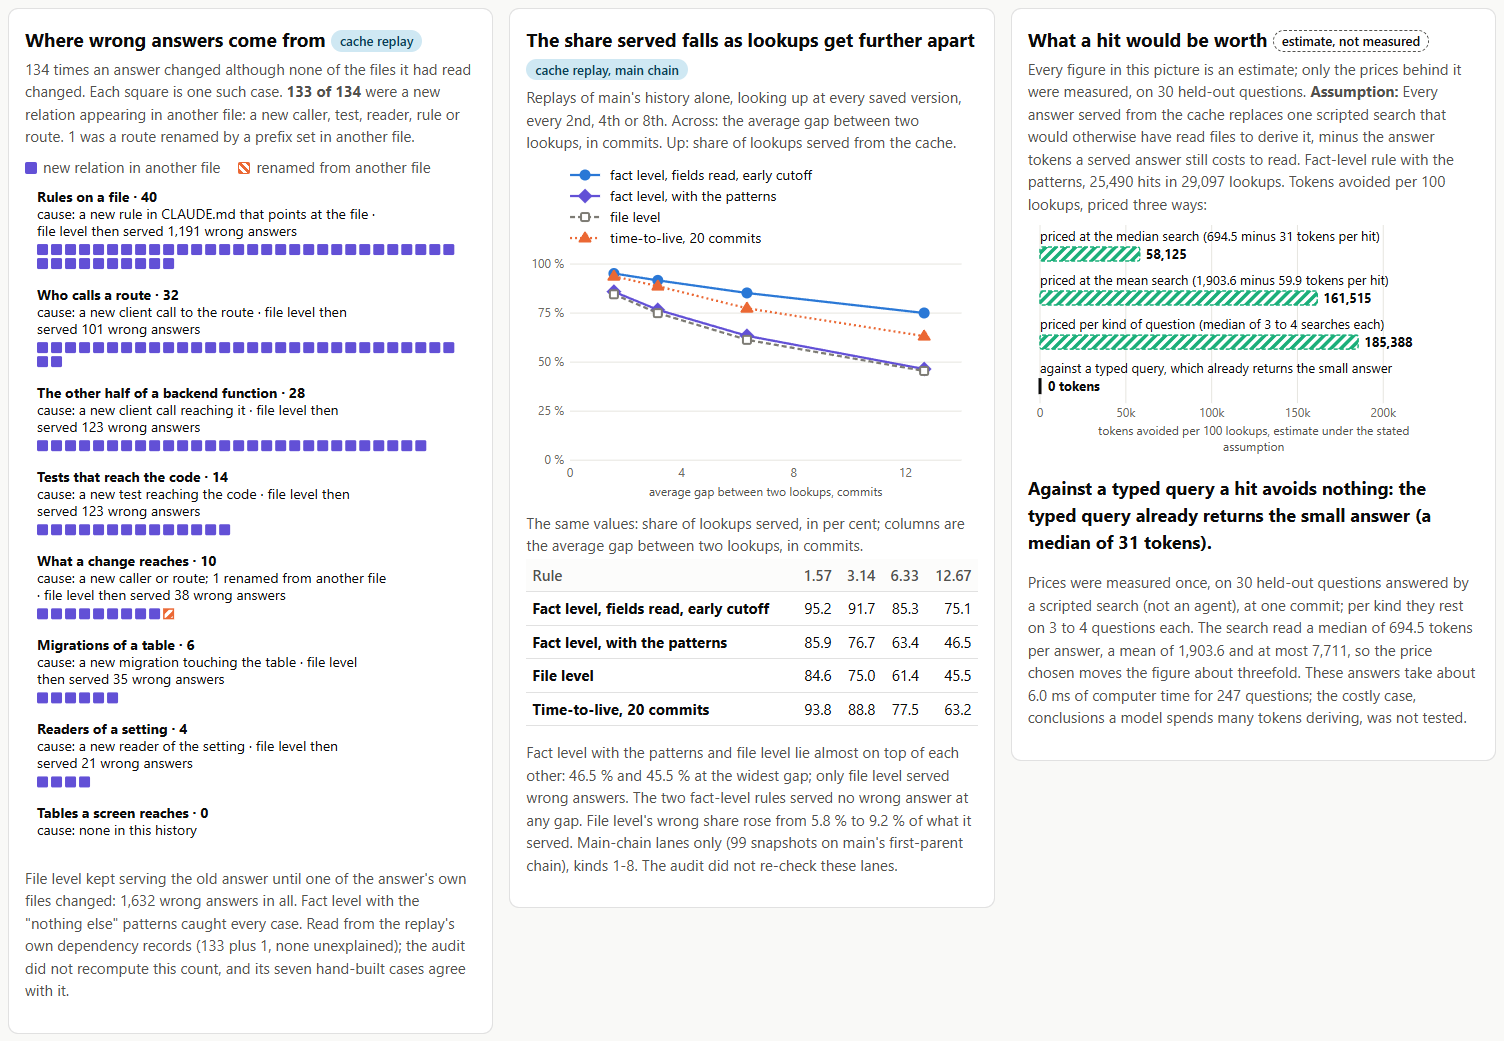 Where wrong answers come from cache replay
134 times an answer changed although none of the files it had read
changed. Each square is one such case. 133 of 134 were a new
relation appearing in another file: a new caller, test, reader, rule or
route. 1 was a route renamed by a prefix set in another file.
new relation in another file renamed from another file
Rules on a file · 40
cause: a new rule in CLAUDE.md that points at the file ·
file level then served 1,191 wrong answers
Who calls a route · 32
cause: a new client call to the route · file level then
served 101 wrong answers
The other half of a backend function · 28
cause: a new client call reaching it · file level then
served 123 wrong answers
Tests that reach the code · 14
cause: a new test reaching the code · file level then
served 123 wrong answers
What a change reaches · 10
cause: a new caller or route; 1 renamed from another file
· file level then served 38 wrong answers
Migrations of a table · 6
cause: a new migration touching the table · file level
then served 35 wrong answers
Readers of a setting · 4
cause: a new reader of the setting · file level then
served 21 wrong answers
Tables a screen reaches · 0
cause: none in this history
File level kept serving the old answer until one of the answer's own
files changed: 1,632 wrong answers in all. Fact level with the
"nothing else" patterns caught every case. Read from the replay's
own dependency records (133 plus 1, none unexplained); the audit
did not recompute this count, and its seven hand-built cases agree
with it.
The share served falls as lookups get further apart
cache replay, main chain
Replays of main's history alone, looking up at every saved version,
every 2nd, 4th or 8th. Across: the average gap between two
lookups, in commits. Up: share of lookups served from the cache.
fact level, fields read, early cutoff
fact level, with the patterns
file level
time-to-live, 20 commits
100 %
75 %
50 %
25 %
0 %
0 4 8 12
average gap between two lookups, commits
The same values: share of lookups served, in per cent; columns are
the average gap between two lookups, in commits.
Rule 1.57 3.14 6.33 12.67
Fact level, fields read, early cutoff 95.2 91.7 85.3 75.1
Fact level, with the patterns 85.9 76.7 63.4 46.5
File level 84.6 75.0 61.4 45.5
Time-to-live, 20 commits 93.8 88.8 77.5 63.2
Fact level with the patterns and file level lie almost on top of each
other: 46.5 % and 45.5 % at the widest gap; only file level served
wrong answers. The two fact-level rules served no wrong answer at
any gap. File level's wrong share rose from 5.8 % to 9.2 % of what it
served. Main-chain lanes only (99 snapshots on main's first-parent
chain), kinds 1-8. The audit did not re-check these lanes.
What a hit would be worth estimate, not measured
Every figure in this picture is an estimate; only the prices behind it
were measured, on 30 held-out questions. Assumption: Every
answer served from the cache replaces one scripted search that
would otherwise have read files to derive it, minus the answer
tokens a served answer still costs to read. Fact-level rule with the
patterns, 25,490 hits in 29,097 lookups. Tokens avoided per 100
lookups, priced three ways:
priced at the median search (694.5 minus 31 tokens per hit)
58,125
priced at the mean search (1,903.6 minus 59.9 tokens per hit)
161,515
priced per kind of question (median of 3 to 4 searches each)
185,388
against a typed query, which already returns the small answer
0 tokens
0 50k 100k 150k 200k
tokens avoided per 100 lookups, estimate under the stated
assumption
Against a typed query a hit avoids nothing: the
typed query already returns the small answer (a
median of 31 tokens).
Prices were measured once, on 30 held-out questions answered by
a scripted search (not an agent), at one commit; per kind they rest
on 3 to 4 questions each. The search read a median of 694.5 tokens
per answer, a mean of 1,903.6 and at most 7,711, so the price
chosen moves the figure about threefold. These answers take about
6.0 ms of computer time for 247 questions; the costly case,
conclusions a model spends many tokens deriving, was not tested.